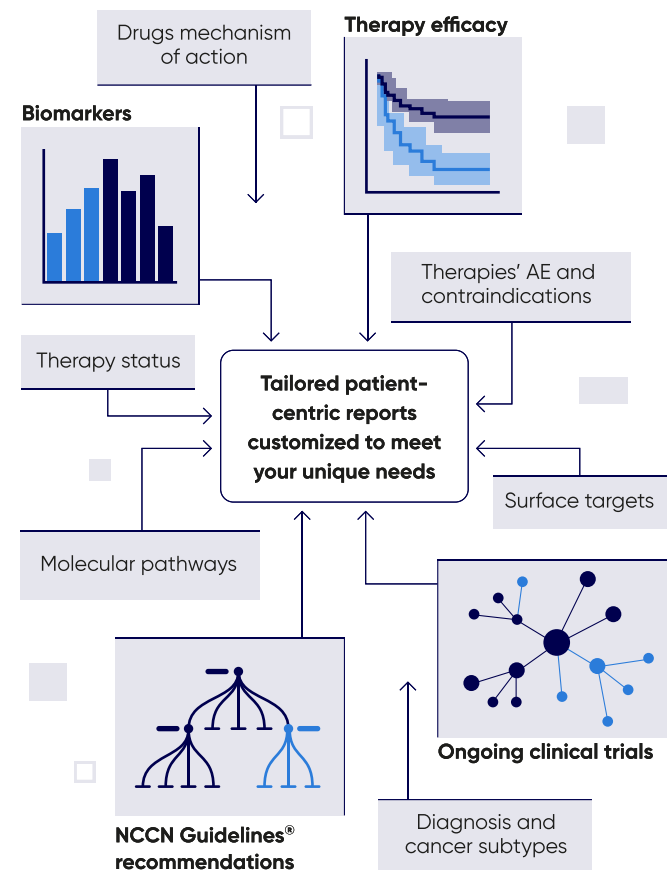 Drugs mechanism
of action
Therapy efficacy
Biomarkers
Therapies’ AE and
contraindications
Therapy status
Tailored patient-
centric reports
customized to meet
your unique needs
Surface targets
Molecular pathways
Ongoing clinical trials
NCCN Guidelines®
recommendations
Diagnosis and
cancer subtypes